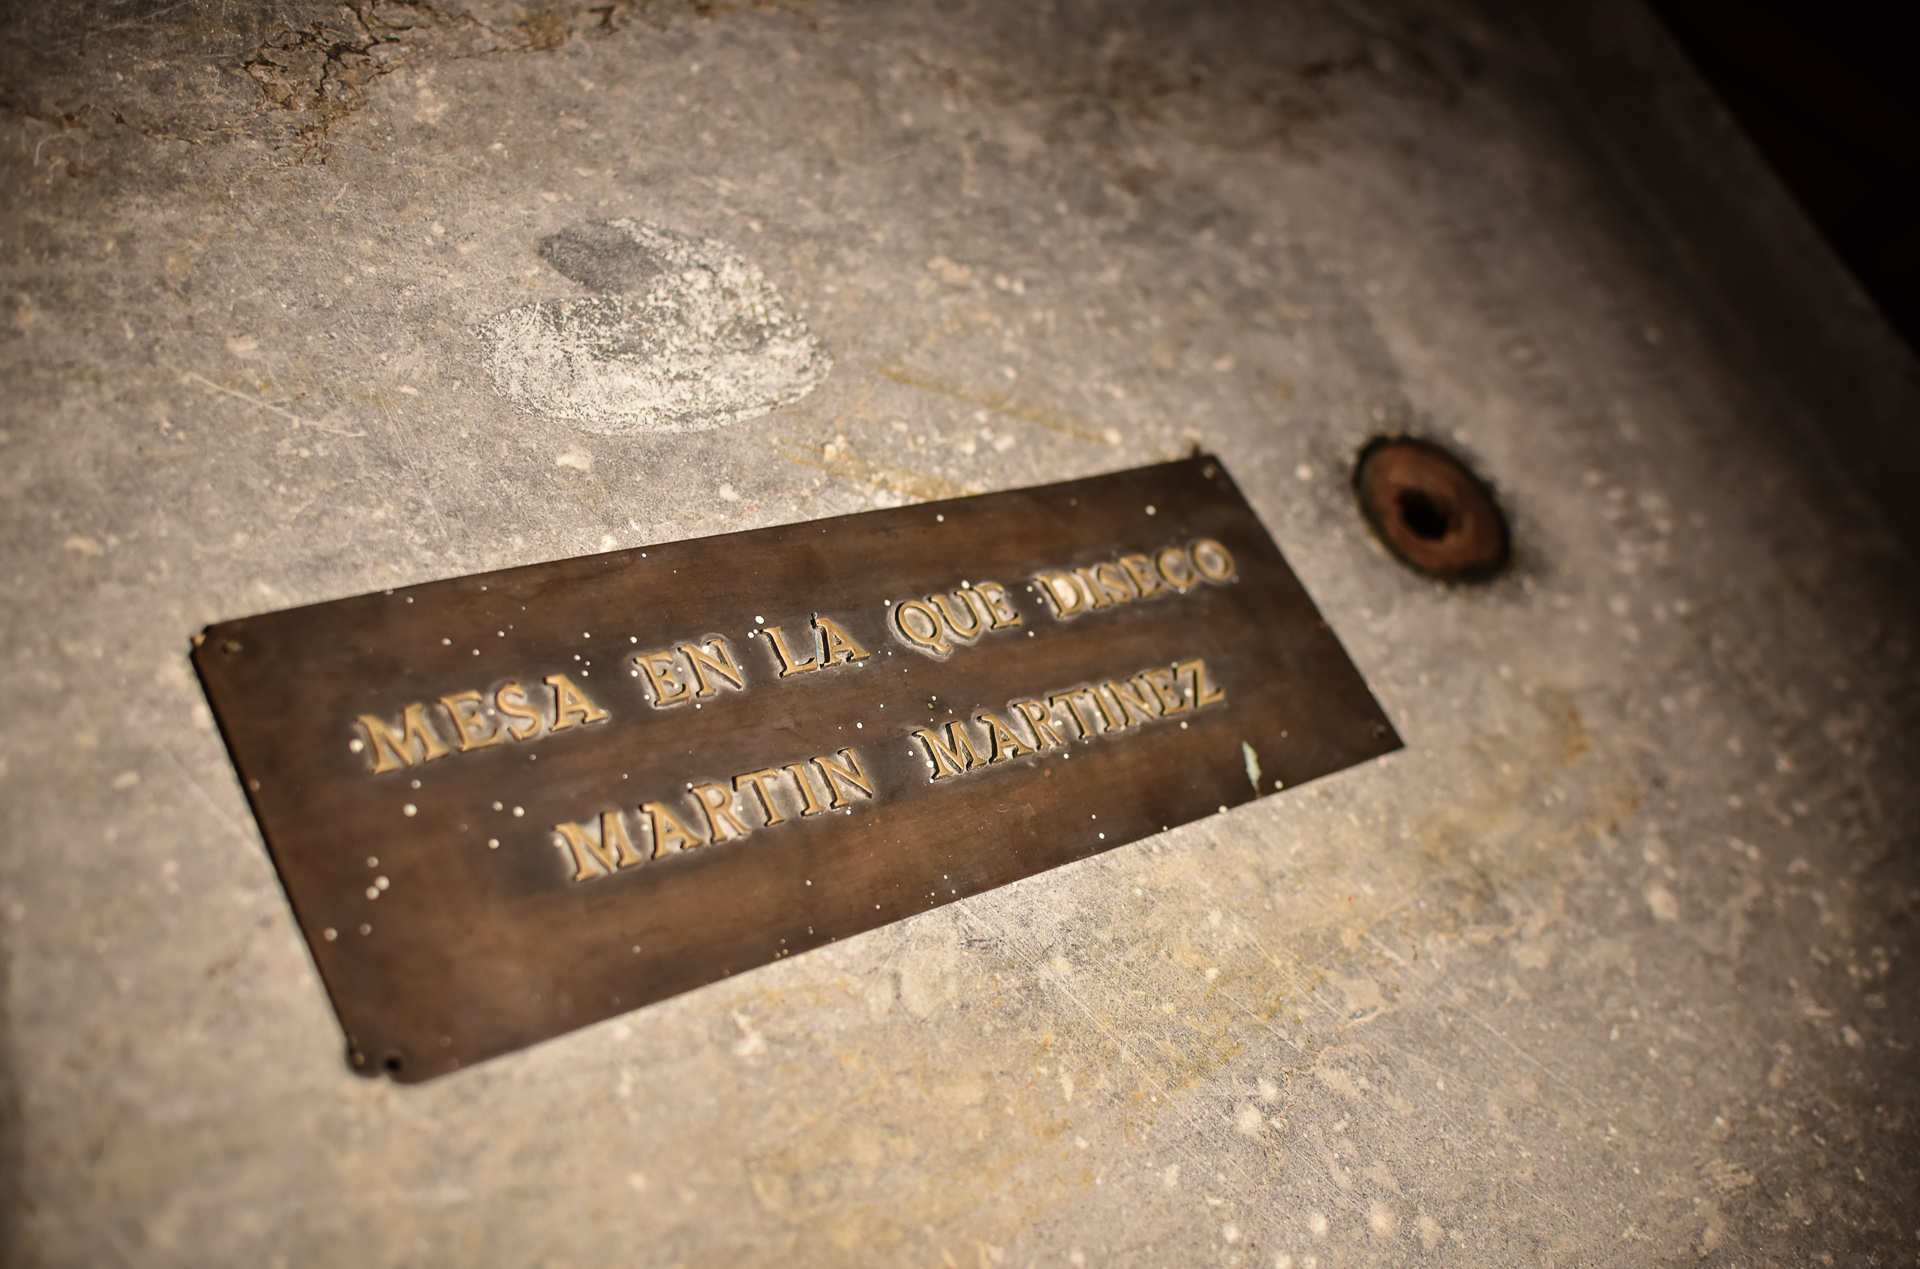 MESA EN LA QUE DISECO
MARTIN MARTINEZ